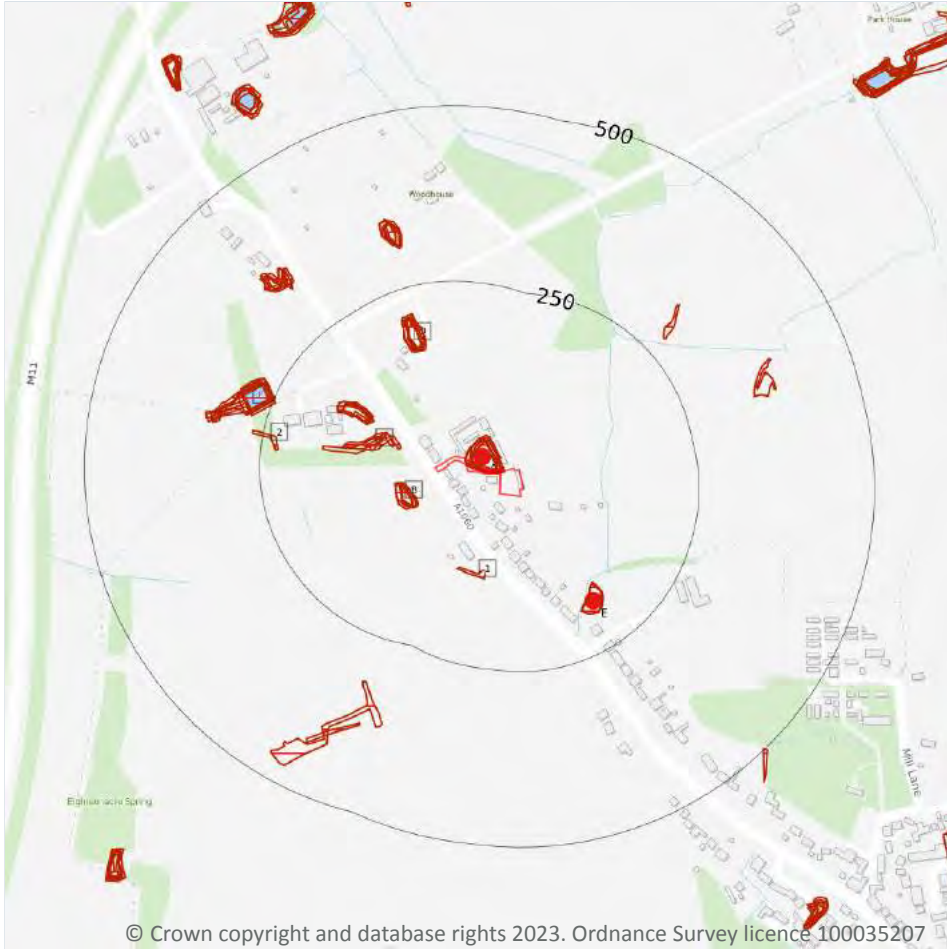 Park House
500
Woodhouse
250
M11
2
8
A1060
1
E
Mill Lane
© Crown copyright and database rights 2023. Ordnance Survey licence 100035207